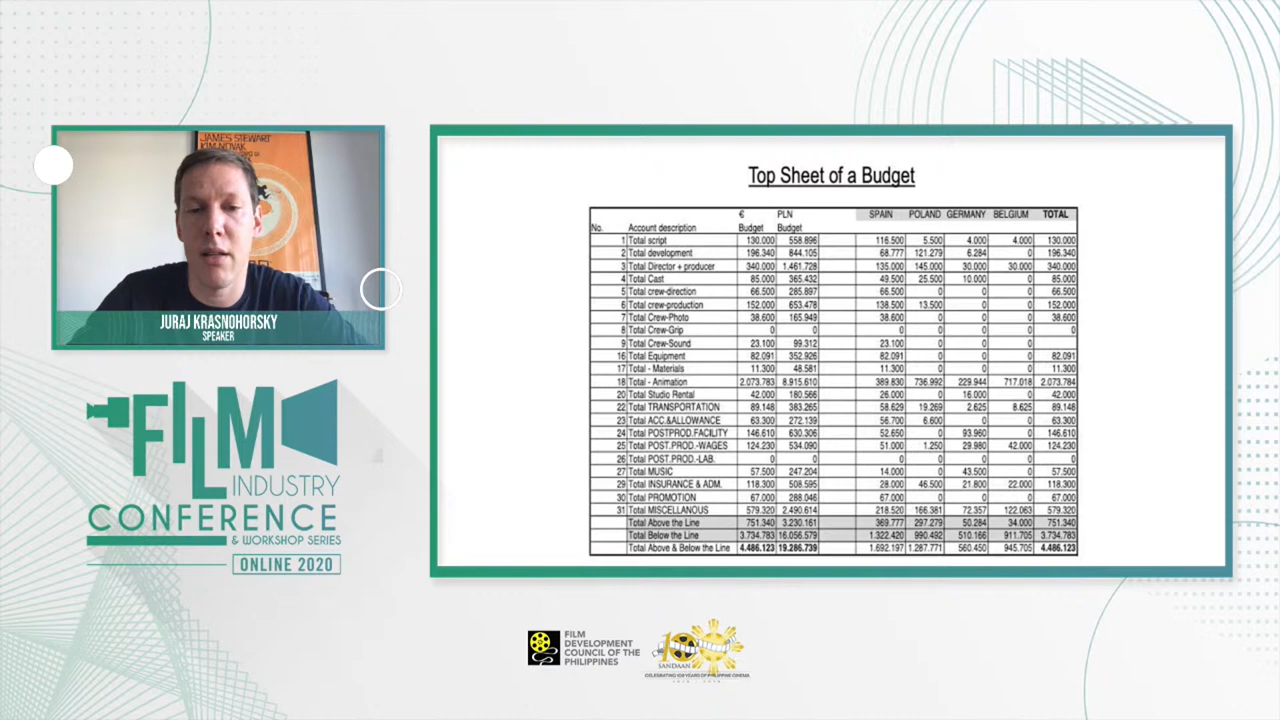 JAMES STEWART
KIM NOVAK
JURAJ KRASNOHORSKY
SPEAKER
FILM
INDUSTRY
CONFERENCE
& WORKSHOP SERIES
ONLINE 2020
Top Sheet of a Budget
€ PLN SPAIN POLAND GERMANY BELGIUM TOTAL
No. Account description Budget Budget
1 Total script 130.000 558.896 116.500 5.500 4.000 4.000 130.000
2 Total development 196.340 844.105 68.777 121.279 6.284 0 196.340
3 Total Director + producer 340.000 1.461.728 135.000 145.000 30.000 30.000 340.000
4 Total Cast 85.000 365.432 49.500 25.500 10.000 0 85.000
5 Total crew-direction 66.500 285.897 66.500 0 0 0 66.500
6 Total crew-production 152.000 653.478 138.500 13.500 0 0 152.000
7 Total Crew-Photo 38.600 165.949 38.600 0 0 0 38.600
8 Total Crew-Grip 0 0 0 0 0 0 0
9 Total Crew-Sound 23.100 99.312 23.100 0 0 0
16 Total Equipment 82.091 352.926 82.091 0 0 0 82.091
17 Total - Materials 11.300 48.581 11.300 0 0 0 11.300
18 Total - Animation 2.073.783 8.915.610 389.830 736.992 229.944 717.018 2.073.784
20 Total Studio Rental 42.000 180.566 26.000 0 16.000 0 42.000
22 Total TRANSPORTATION 89.148 383.265 58.629 19.269 2.625 8.625 89.148
23 Total ACC.&ALLOWANCE 63.300 272.139 56.700 6.600 0 0 63.300
24 Total POSTPROD.FACILITY 146.610 630.306 52.650 0 93.960 0 146.610
25 Total POST.PROD.-WAGES 124.230 534.090 51.000 1.250 29.980 42.000 124.230
26 Total POST.PROD.-LAB. 0 0 0 0 0 0 0
27 Total MUSIC 57.500 247.204 14.000 0 43.500 0 57.500
29 Total INSURANCE & ADM. 118.300 508.595 28.000 46.500 21.800 22.000 118.300
30 Total PROMOTION 67.000 288.046 67.000 0 0 0 67.000
31 Total MISCELLANOUS 579.320 2.490.614 218.520 166.381 72.357 122.063 579.320
Total Above the Line 751.340 3.230.161 369.777 297.279 50.284 34.000 751.340
Total Below the Line 3.734.783 16.056.579 1.322.420 990.492 510.166 911.705 3.734.783
Total Above & Below the Line 4.486.123 19.286.739 1.692.197 1.287.771 560.450 945.705 4.486.123
FILM
DEVELOPMENT
COUNCIL OF THE
PHILIPPINES
100
SANDAAN
CELEBRATING 100 YEARS OF PHILIPPINE CINEMA